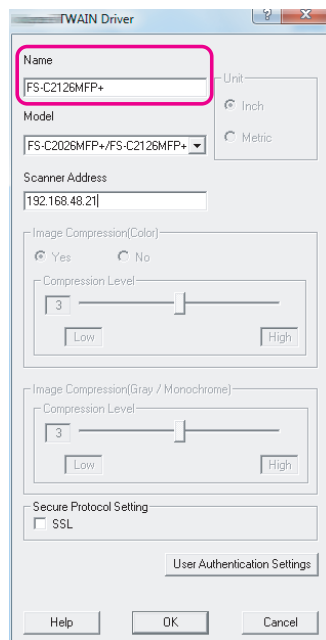 TWAIN Driver
Name
FS-C2126MFP+
Unit
Inch
Metric
Model
FS-C2026MFP+/FS-C2126MFP+
Scanner Address
192.168.48.21
Image Compression(Color)
Yes No
Compression Level
3
Low High
Image Compression(Gray / Monochrome)
Compression Level
3
Low High
Secure Protocol Setting
SSL
User Authentication Settings
Help OK Cancel